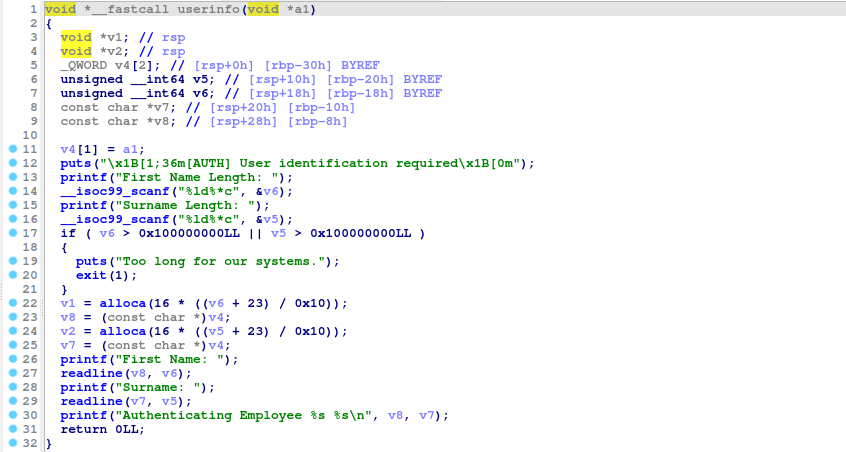 1 void *__fastcall userinfo(void *a1)
2 {
3 void *v1; // rsp
4 void *v2; // rsp
5 _QWORD v4[2]; // [rsp+0h] [rbp-30h] BYREF
6 unsigned __int64 v5; // [rsp+10h] [rbp-20h] BYREF
7 unsigned __int64 v6; // [rsp+18h] [rbp-18h] BYREF
8 const char *v7; // [rsp+20h] [rbp-10h]
9 const char *v8; // [rsp+28h] [rbp-8h]
10
11 v4[1] = a1;
12 puts("\x1B[1;36m[AUTH] User identification required\x1B[0m");
13 printf("First Name Length: ");
14 __isoc99_scanf("%ld%*c", &v6);
15 printf("Surname Length: ");
16 __isoc99_scanf("%ld%*c", &v5);
17 if ( v6 > 0x100000000LL || v5 > 0x100000000LL )
18 {
19 puts("Too long for our systems.");
20 exit(1);
21 }
22 v1 = alloca(16 * ((v6 + 23) / 0x10));
23 v8 = (const char *)v4;
24 v2 = alloca(16 * ((v5 + 23) / 0x10));
25 v7 = (const char *)v4;
26 printf("First Name: ");
27 readline(v8, v6);
28 printf("Surname: ");
29 readline(v7, v5);
30 printf("Authenticating Employee %s %s\n", v8, v7);
31 return 0LL;
32 }